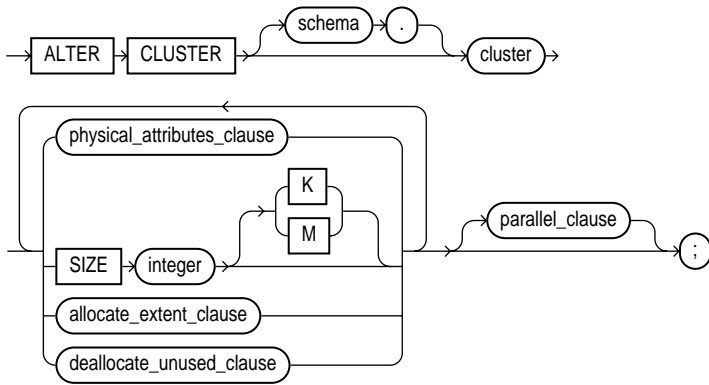 ALTER CLUSTER schema . cluster
physical_attributes_clause
K
M
SIZE integer
parallel_clause
;
allocate_extent_clause
deallocate_unused_clause